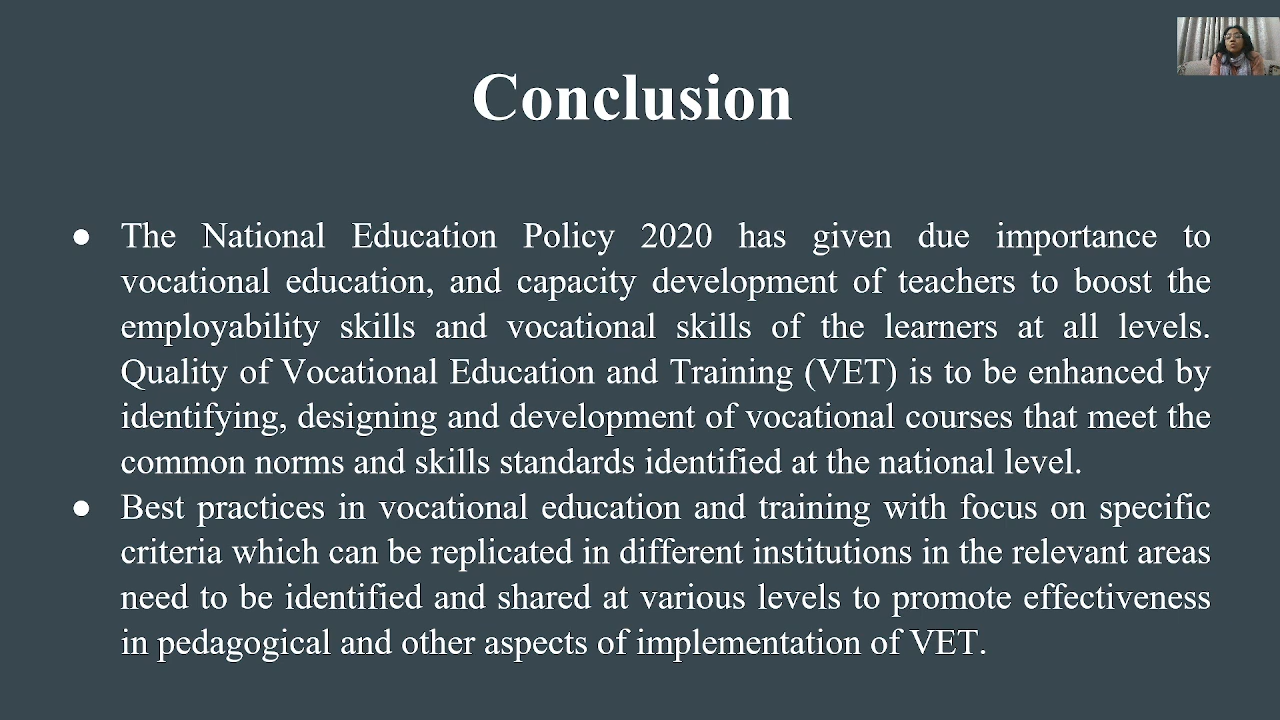 Conclusion
● The National Education Policy 2020 has given due importance to
vocational education, and capacity development of teachers to boost the
employability skills and vocational skills of the learners at all levels.
Quality of Vocational Education and Training (VET) is to be enhanced by
identifying, designing and development of vocational courses that meet the
common norms and skills standards identified at the national level.
● Best practices in vocational education and training with focus on specific
criteria which can be replicated in different institutions in the relevant areas
need to be identified and shared at various levels to promote effectiveness
in pedagogical and other aspects of implementation of VET.